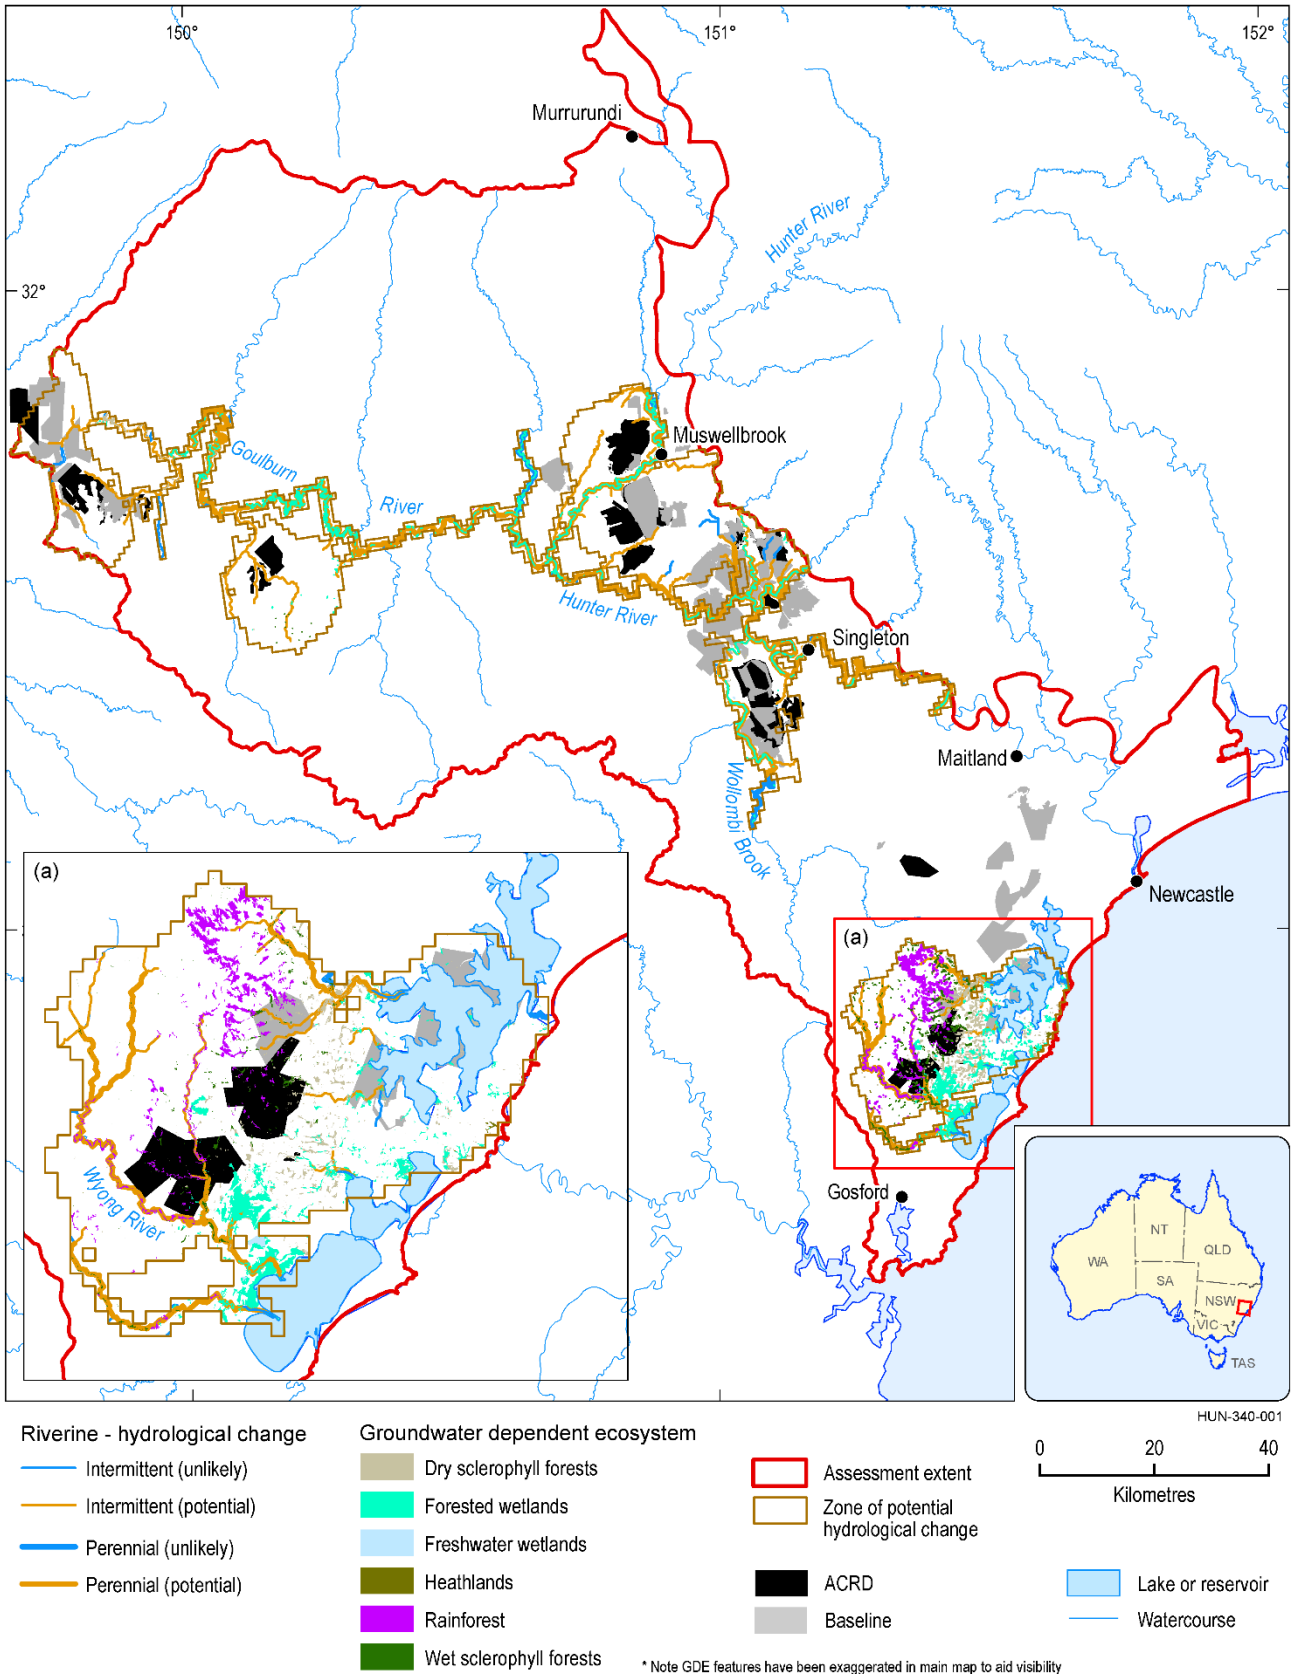 150°
151°
152°
Murrurundi
Hunter River
32°
Muswellbrook
Goulburn
River
Hunter River
Singleton
Maitland
Wollombi Brook
Newcastle
(a)
(a)
Wyong River
Gosford
WA
NT
SA
QLD
NSW
VIC
TAS
HUN-340-001
Riverine - hydrological change
Intermittent (unlikely)
Intermittent (potential)
Perennial (unlikely)
Perennial (potential)
Groundwater dependent ecosystem
Dry sclerophyll forests
Forested wetlands
Freshwater wetlands
Heathlands
Rainforest
Wet sclerophyll forests
Assessment extent
Zone of potential
hydrological change
ACRD
Baseline
0 20 40
Kilometres
Lake or reservoir
Watercourse
* Note GDE features have been exaggerated in main map to aid visibility